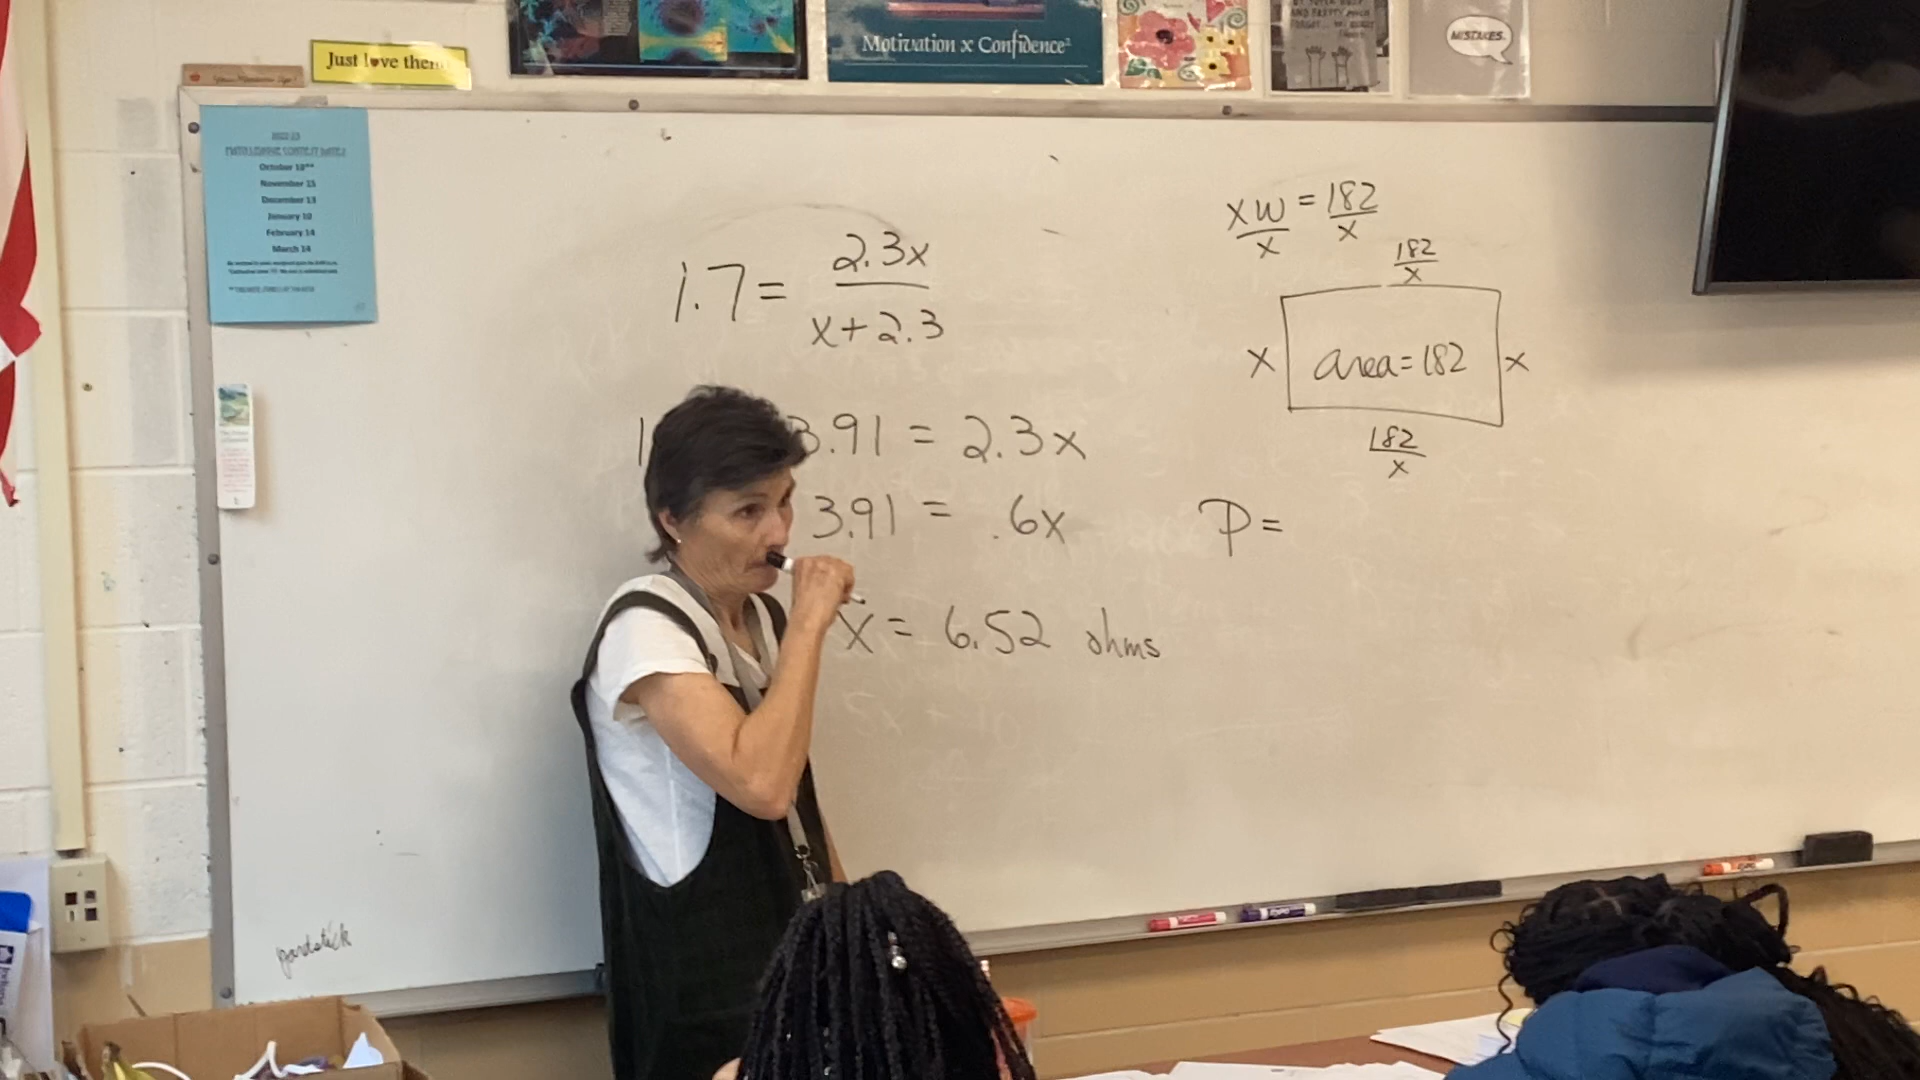 Just love them
Motivation x Confidence²
MISTAKES.
October 18**
November 15
December 13
January 10
February 14
March 14
1.7 = 2.3x
x + 2.3
3.91 = 2.3x
3.91 = .6x
x = 6.52 ohms
xw = 182
x x
182
x
x area = 182 x
182
x
P =
yardstick